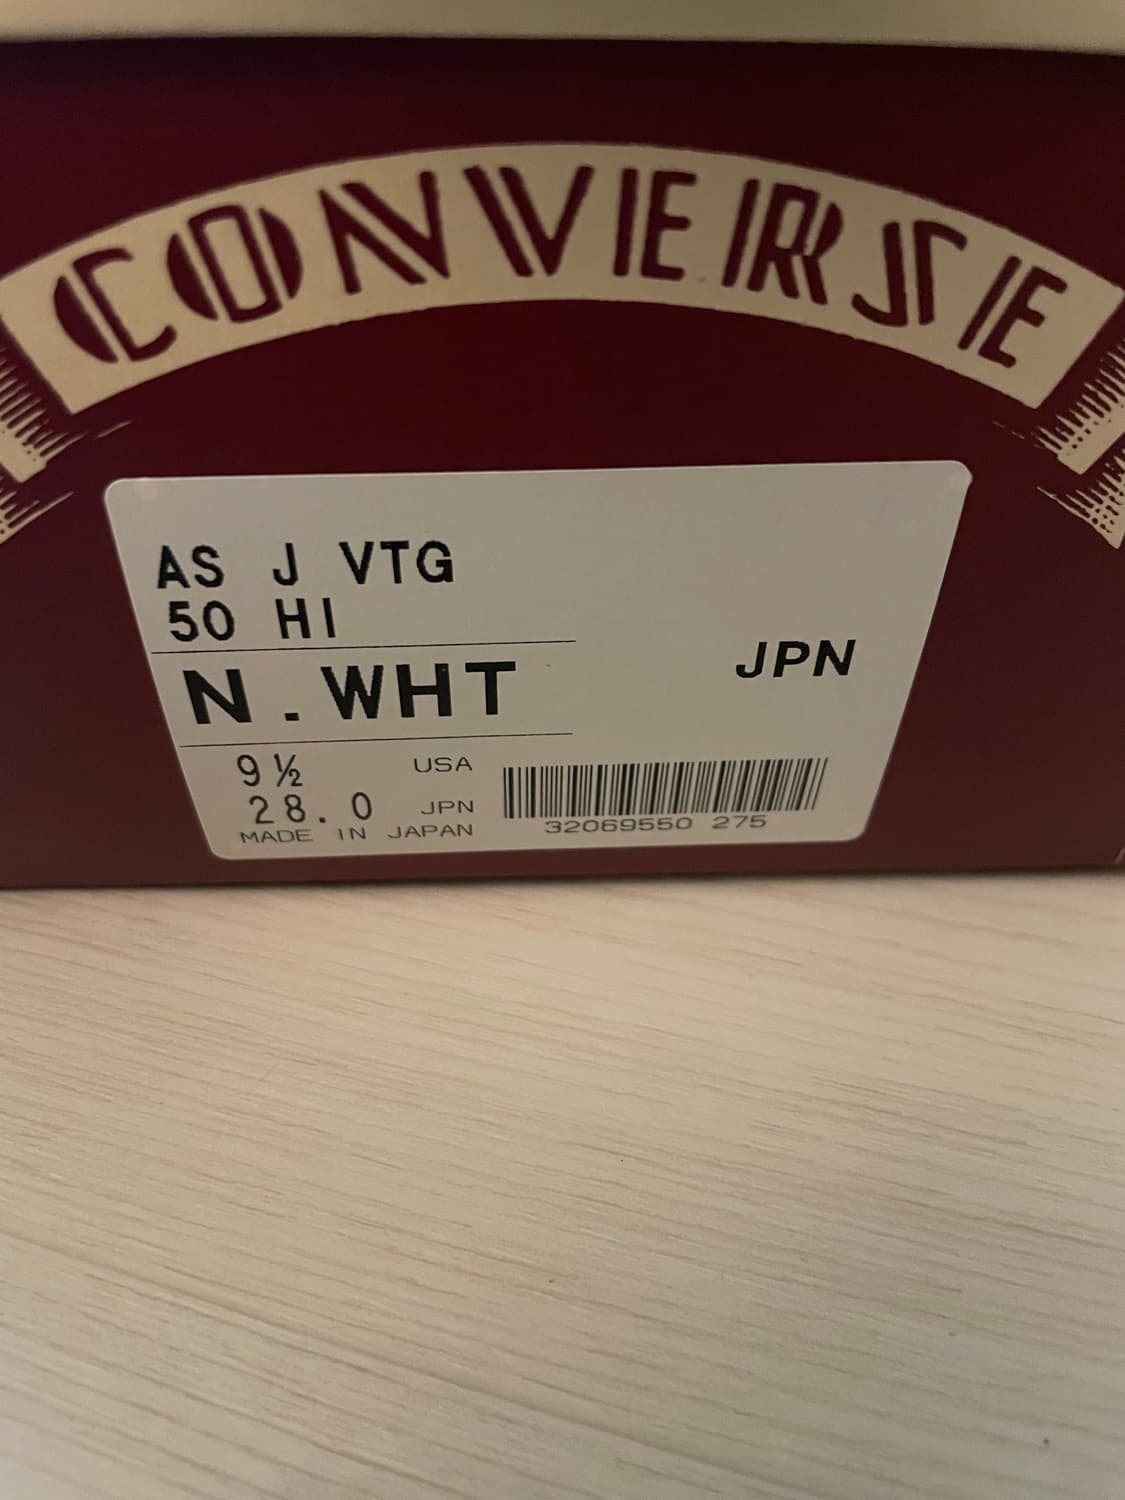 CONVERSE
AS J VTG
50 HI
N.WHT
JPN
9½ USA
28.0 JPN
MADE IN JAPAN
32069550 275